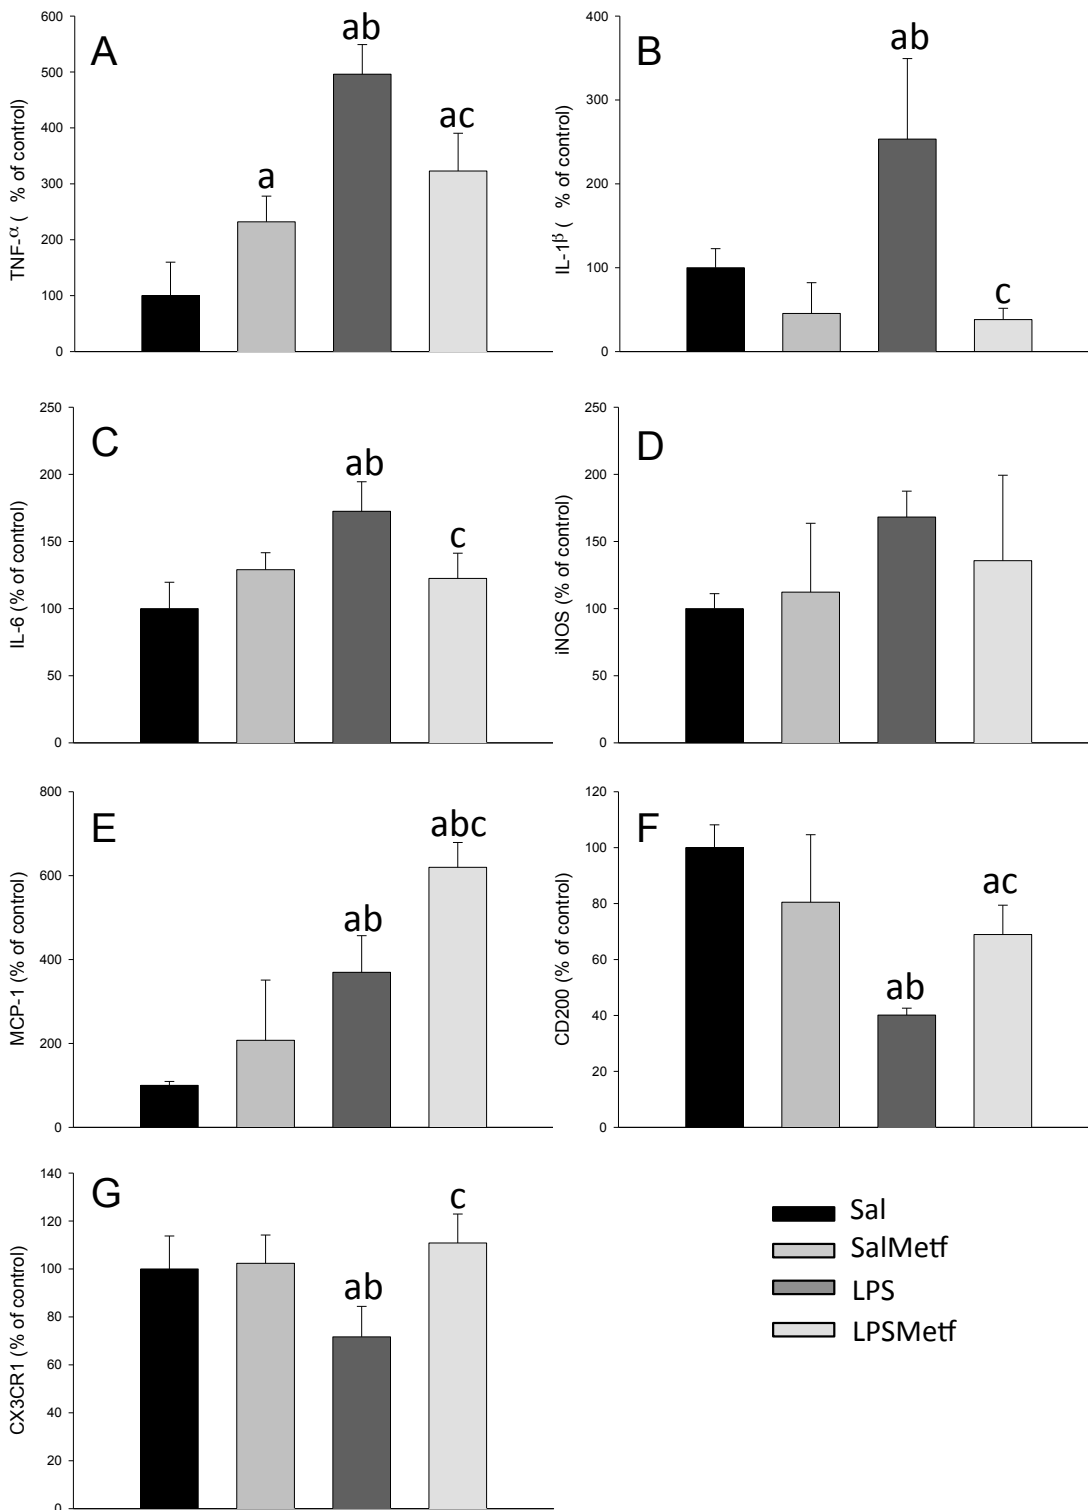 A
TNF-α ( % of control)
600
500
400
300
200
100
0
a
ab
ac
B
IL-1β ( % of control)
400
300
200
100
0
ab
c
C
IL-6 (% of control)
250
200
150
100
50
0
ab
c
D
iNOS (% of control)
250
200
150
100
50
0
E
MCP-1 (% of control)
800
600
400
200
0
ab
abc
F
CD200 (% of control)
120
100
80
60
40
20
0
ab
ac
G
CX3CR1 (% of control)
140
120
100
80
60
40
20
0
ab
c
Sal
SalMetf
LPS
LPSMetf